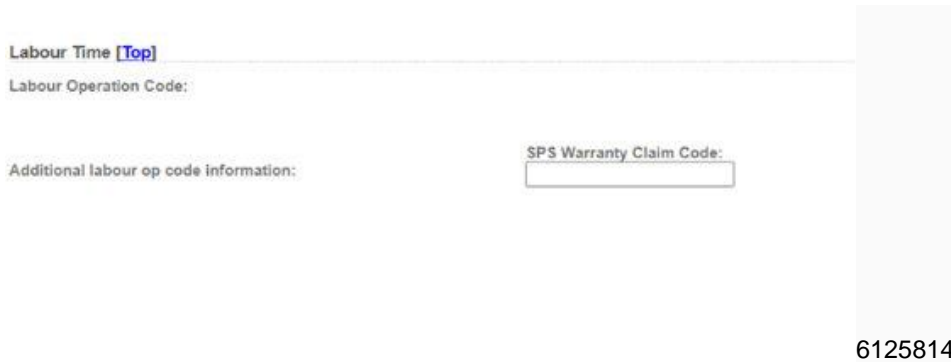 Labour Time [Top]
Labour Operation Code:
SPS Warranty Claim Code:
Additional labour op code information:
6125814